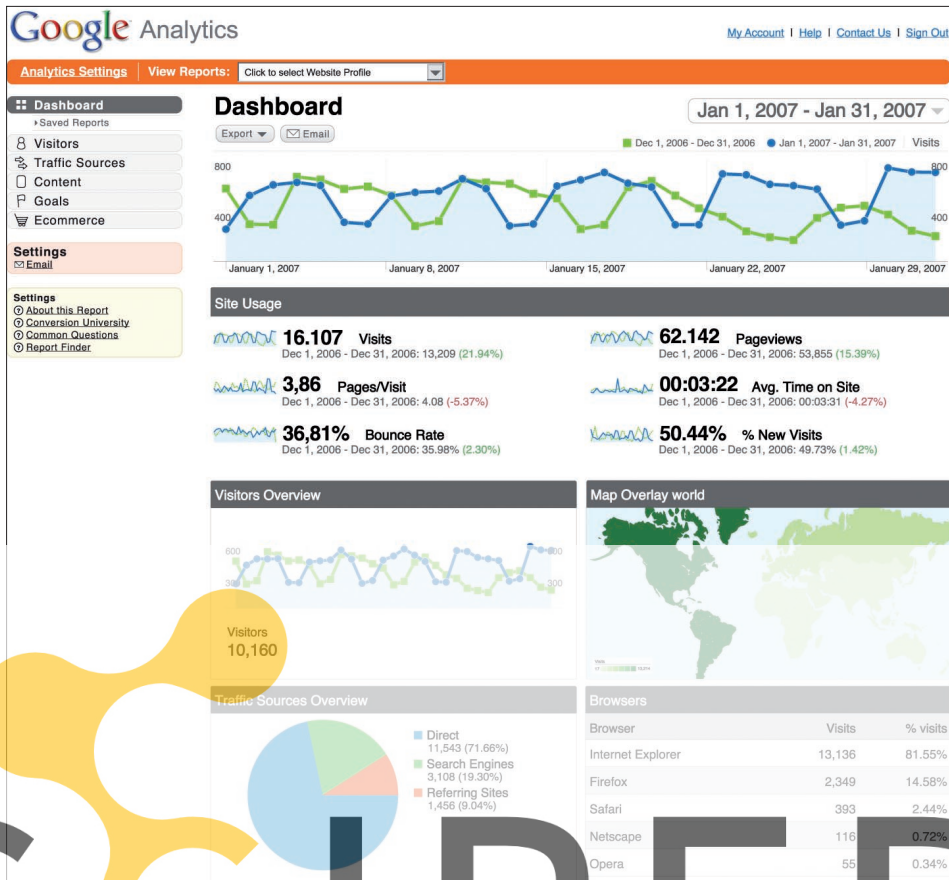 Google Analytics
My Account | Help | Contact Us | Sign Out
Analytics Settings | View Reports: Click to select Website Profile
Dashboard
Saved Reports
Visitors
Traffic Sources
Content
Goals
Ecommerce
Settings
Email
Settings
About this Report
Conversion University
Common Questions
Report Finder
Dashboard
Jan 1, 2007 - Jan 31, 2007
Export Email
Dec 1, 2006 - Dec 31, 2006 Jan 1, 2007 - Jan 31, 2007 Visits
800 800
400 400
January 1, 2007 January 8, 2007 January 15, 2007 January 22, 2007 January 29, 2007
Site Usage
16.107 Visits
Dec 1, 2006 - Dec 31, 2006: 13,209 (21.94%)
62.142 Pageviews
Dec 1, 2006 - Dec 31, 2006: 53,855 (15.39%)
3,86 Pages/Visit
Dec 1, 2006 - Dec 31, 2006: 4.08 (-5.37%)
00:03:22 Avg. Time on Site
Dec 1, 2006 - Dec 31, 2006: 00:03:31 (-4.27%)
36,81% Bounce Rate
Dec 1, 2006 - Dec 31, 2006: 35.98% (2.30%)
50.44% % New Visits
Dec 1, 2006 - Dec 31, 2006: 49.73% (1.42%)
Visitors Overview
600 600
300 300
Visitors
10,160
Map Overlay world
Traffic Sources Overview
Direct
11,543 (71.66%)
Search Engines
3,108 (19.30%)
Referring Sites
1,456 (9.04%)
Browsers
Browser Visits % visits
Internet Explorer 13,136 81.55%
Firefox 2,349 14.58%
Safari 393 2.44%
Netscape 116 0.72%
Opera 55 0.34%